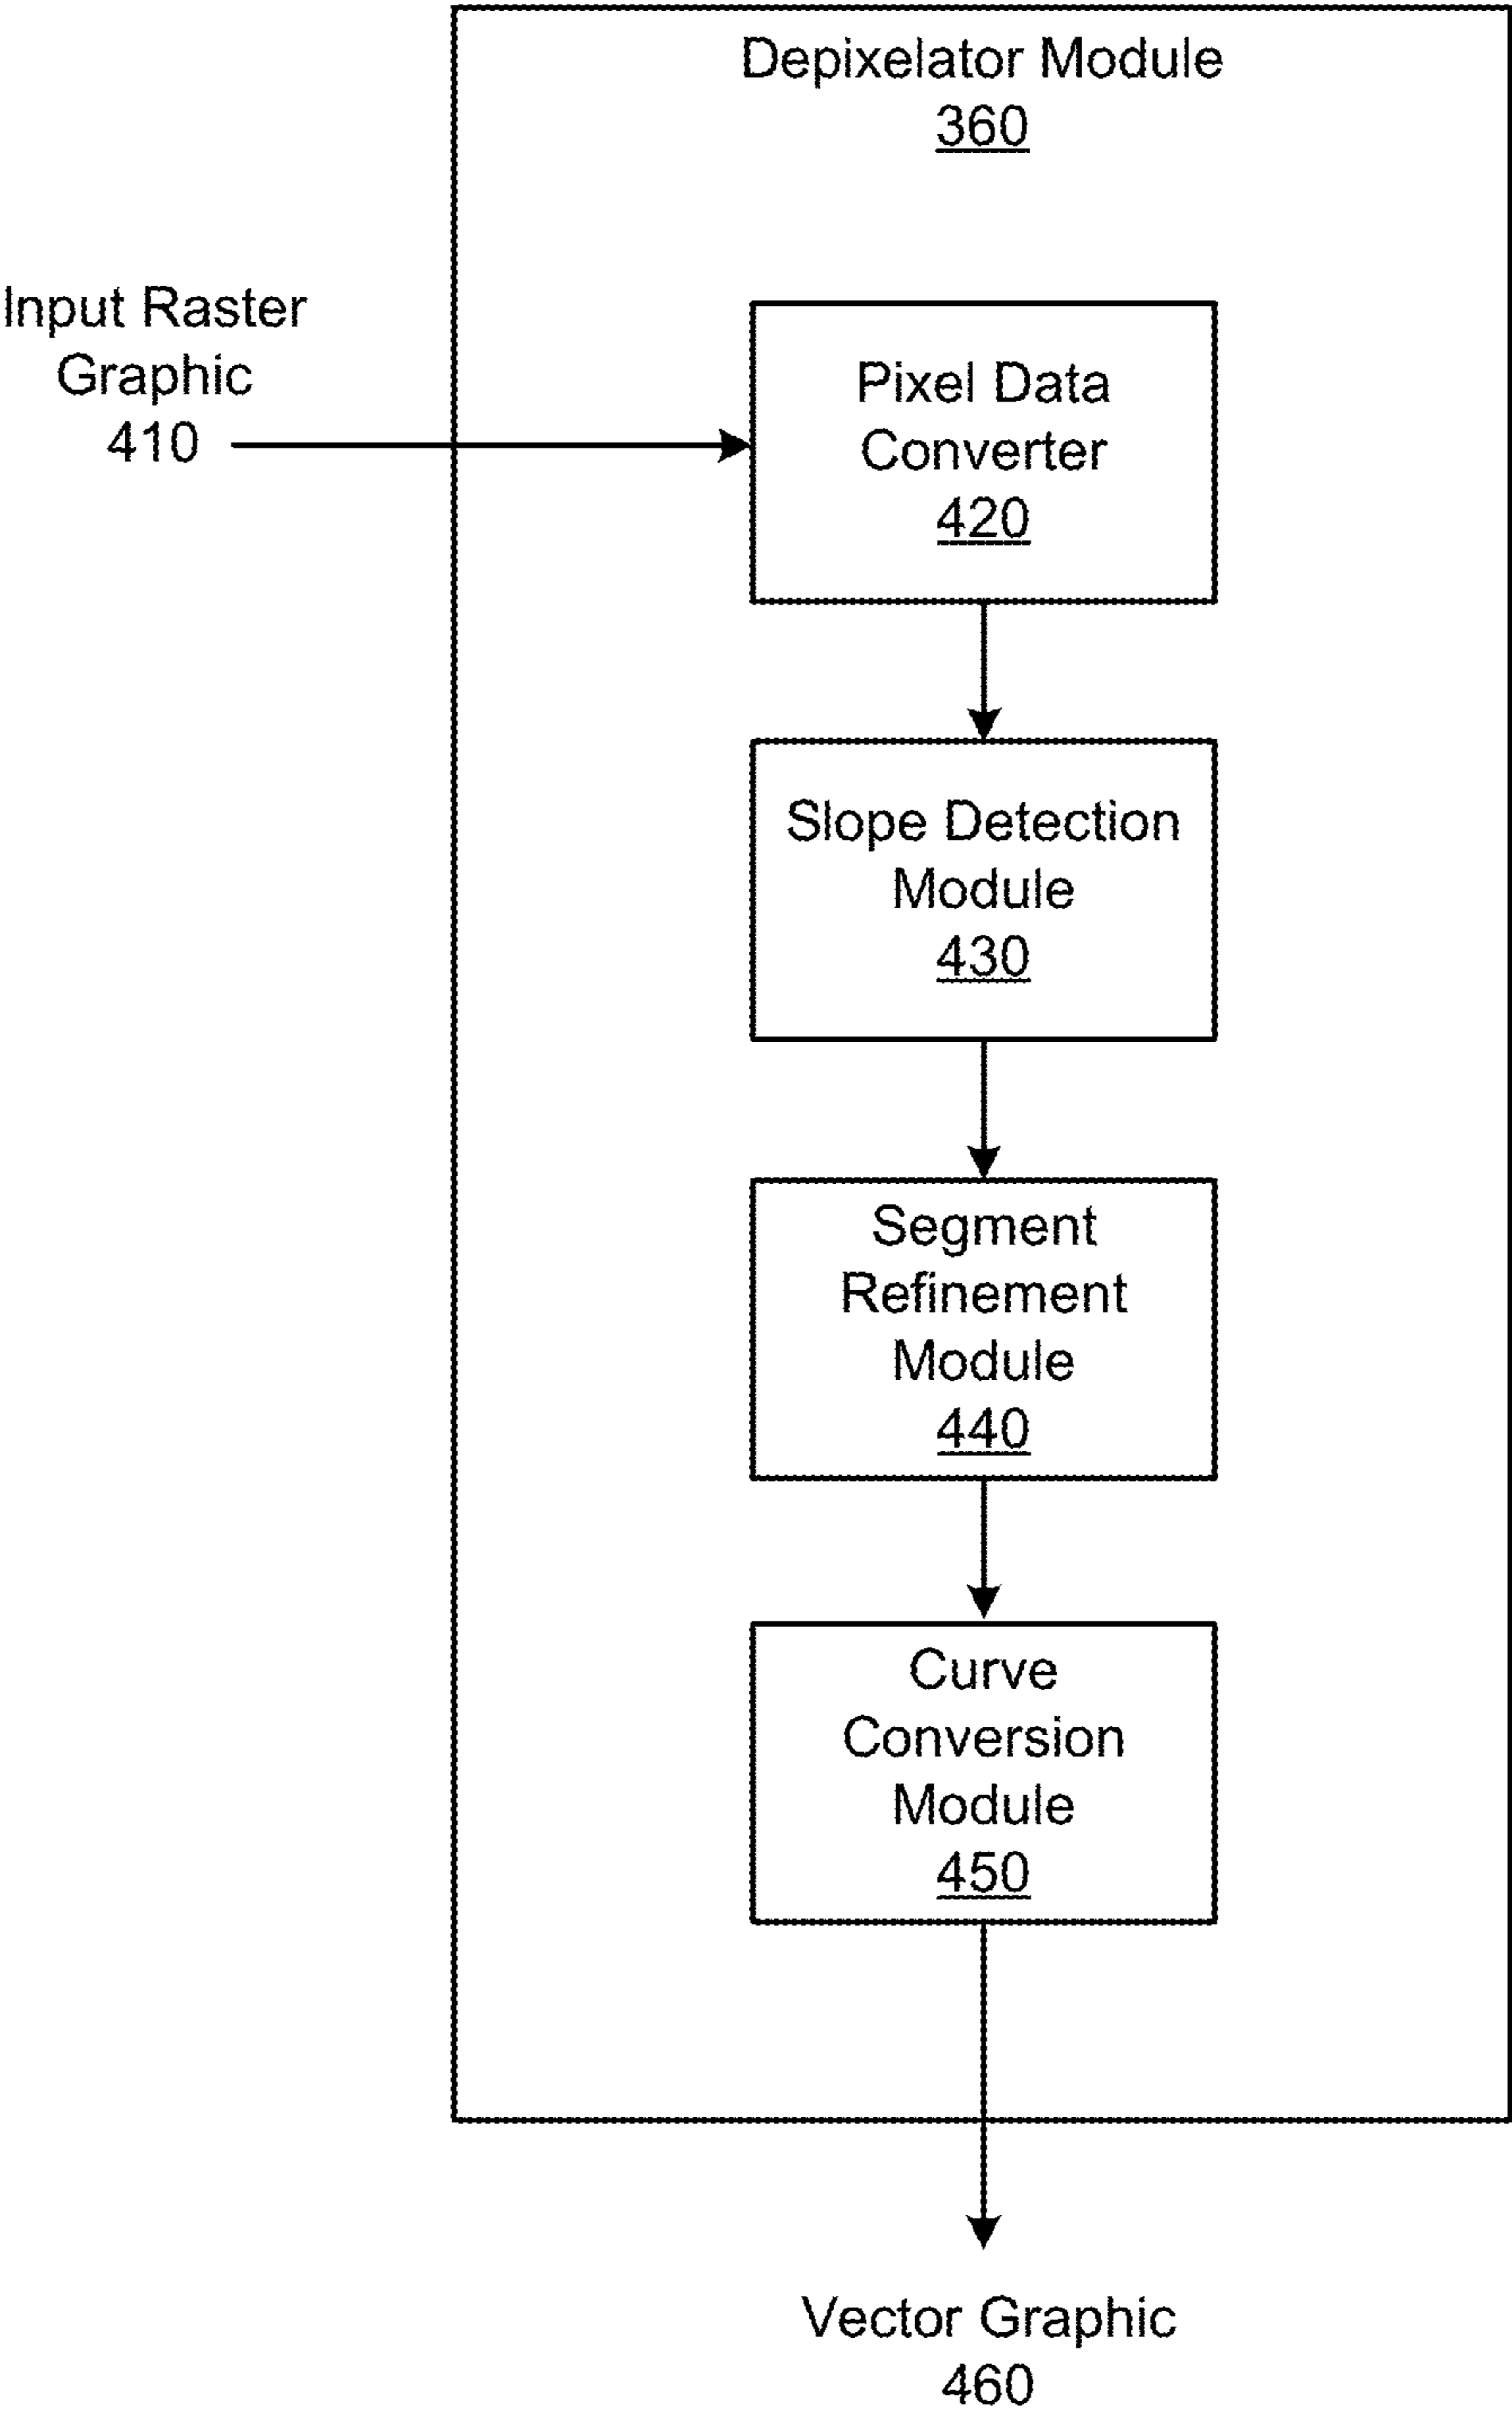 Depixelator Module
360
Input Raster
Graphic
410
Pixel Data
Converter
420
Slope Detection
Module
430
Segment
Refinement
Module
440
Curve
Conversion
Module
450
Vector Graphic
460